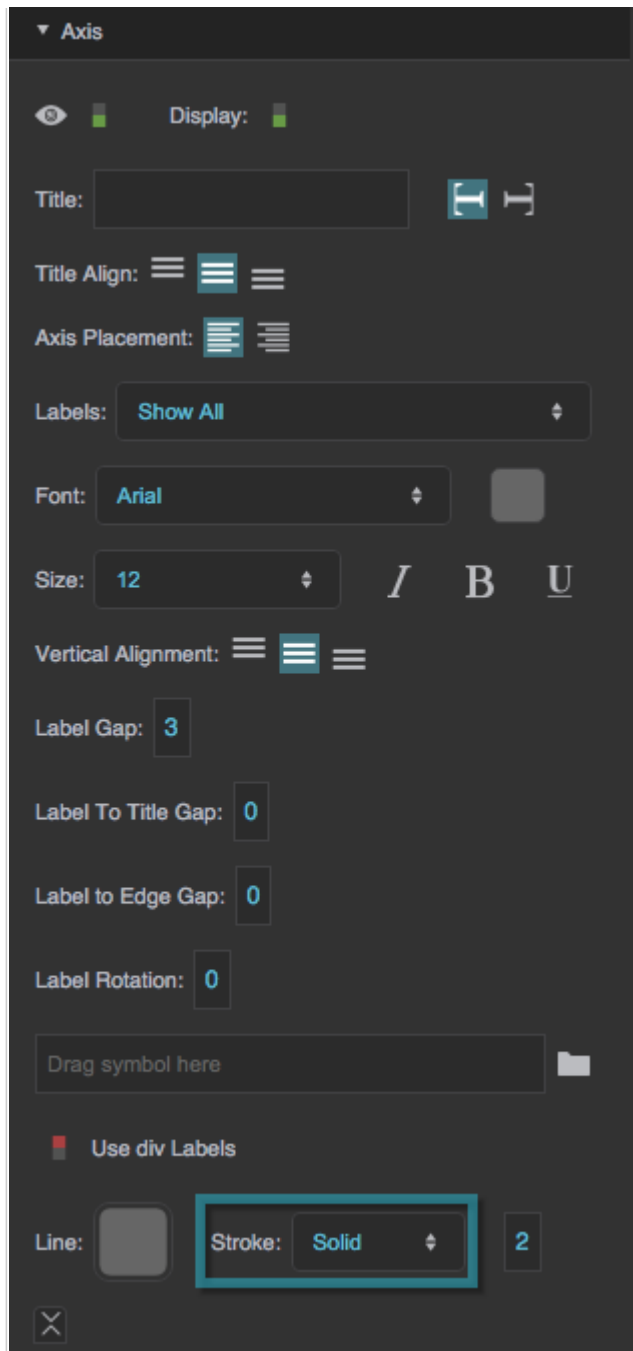 Axis
Display:
Title:
Title Align:
Axis Placement:
Labels: Show All
Font: Arial
Size: 12 I B U
Vertical Alignment:
Label Gap: 3
Label To Title Gap: 0
Label to Edge Gap: 0
Label Rotation: 0
Drag symbol here
Use div Labels
Line: Stroke: Solid 2